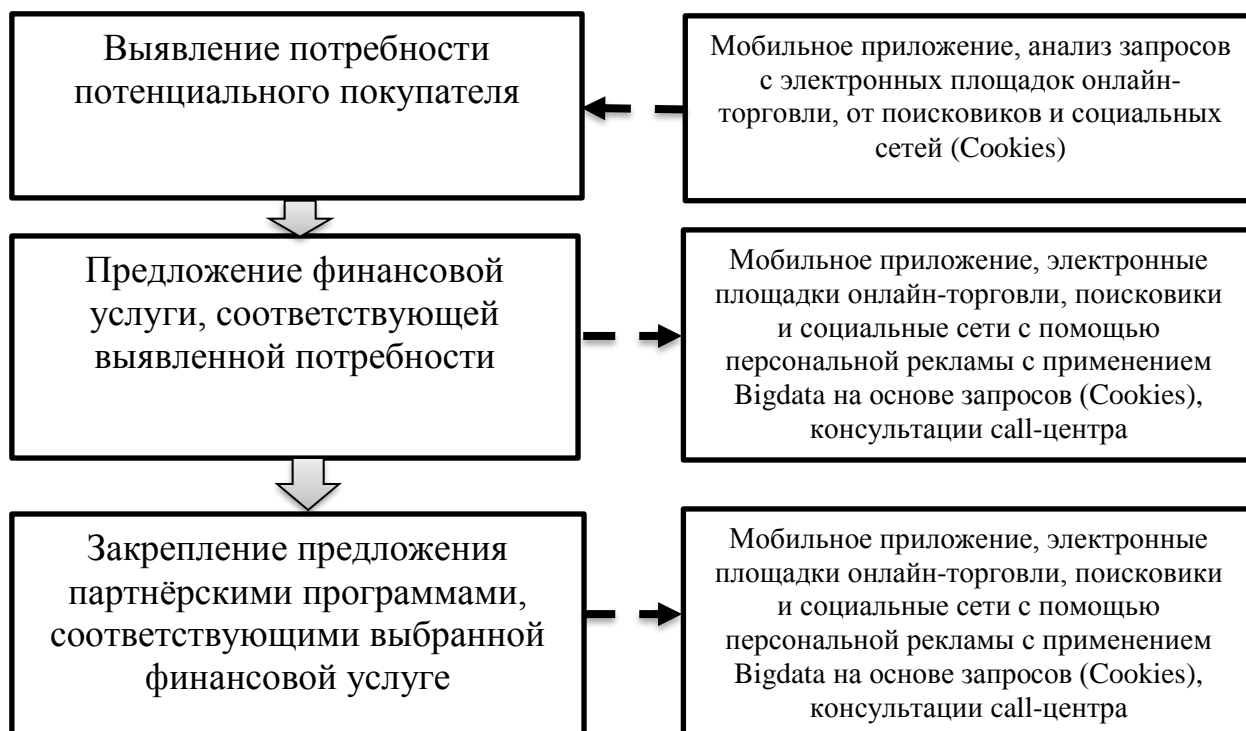 Выявление потребности
потенциального покупателя
Мобильное приложение, анализ запросов
с электронных площадок онлайн-
торговли, от поисковиков и социальных
сетей (Cookies)
Предложение финансовой
услуги, соответствующей
выявленной потребности
Мобильное приложение, электронные
площадки онлайн-торговли, поисковики
и социальные сети с помощью
персональной рекламы с применением
Bigdata на основе запросов (Cookies),
консультации call-центра
Закрепление предложения
партнёрскими программами,
соответствующими выбранной
финансовой услуге
Мобильное приложение, электронные
площадки онлайн-торговли, поисковики
и социальные сети с помощью
персональной рекламы с применением
Bigdata на основе запросов (Cookies),
консультации call-центра